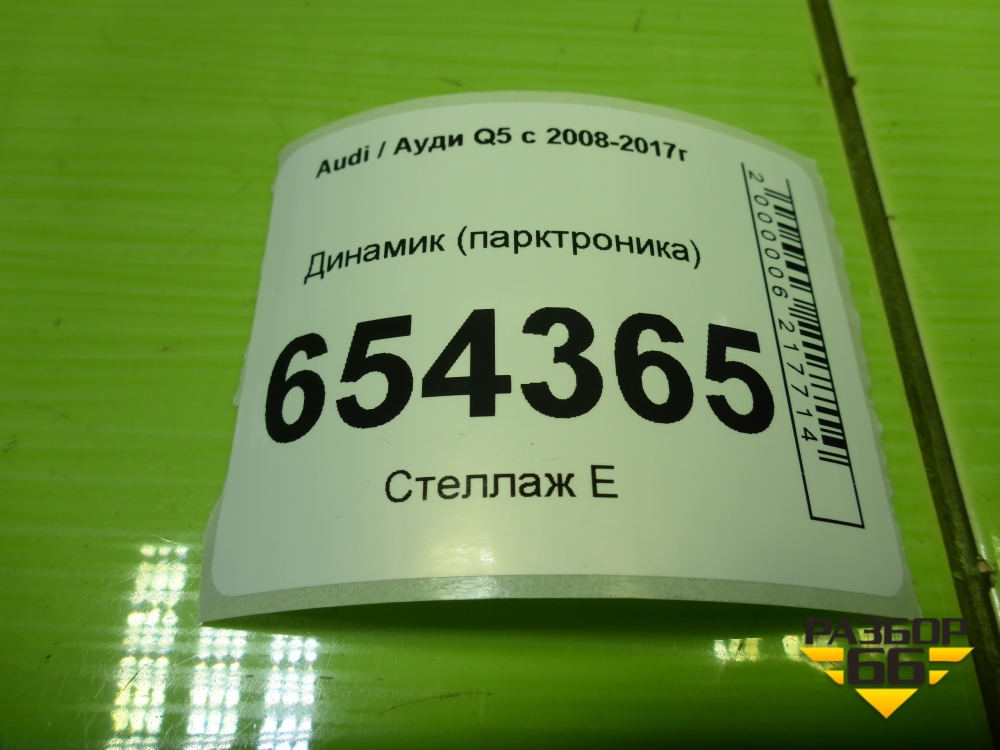 Audi / Ауди Q5 с 2008-2017г
Динамик (парктроника)
654365
Стеллаж Е
2000006217714
РАЗБОР
66